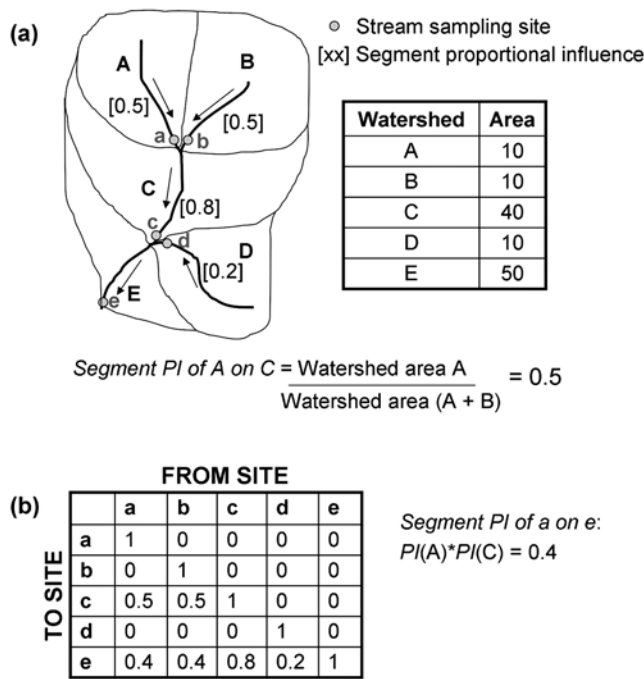 (a)
Stream sampling site
[xx] Segment proportional influence
A
B
[0.5]
[0.5]
a
b
C
[0.8]
c
d
D
[0.2]
E
e
Watershed Area
A 10
B 10
C 40
D 10
E 50
Segment PI of A on C = Watershed area A = 0.5
Watershed area (A + B)
FROM SITE
(b)
a b c d e
a 1 0 0 0 0
b 0 1 0 0 0
c 0.5 0.5 1 0 0
d 0 0 0 1 0
e 0.4 0.4 0.8 0.2 1
TO SITE
Segment PI of a on e:
PI(A)*PI(C) = 0.4